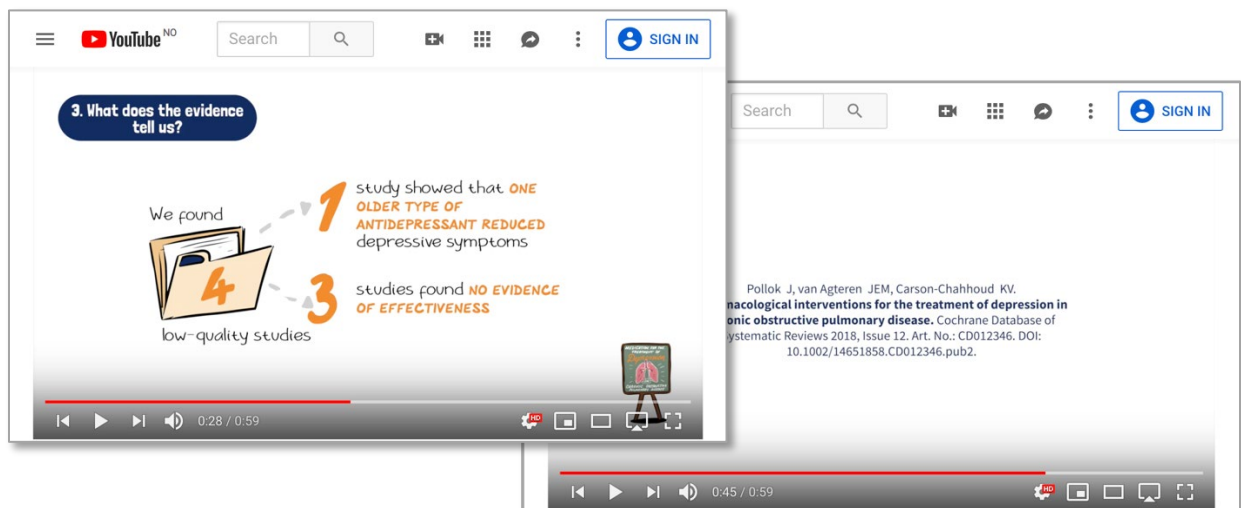 YouTube NO
Search
SIGN IN
3. What does the evidence
tell us?
We found
4
low-quality studies
1
study showed that ONE
OLDER TYPE OF
ANTIDEPRESSANT REDUCED
depressive symptoms
3
studies found NO EVIDENCE
OF EFFECTIVENESS
0:28 / 0:59
HD
Search
SIGN IN
Pollok J, van Agteren JEM, Carson-Chahhoud KV.
macological interventions for the treatment of depression in
onic obstructive pulmonary disease. Cochrane Database of
ystematic Reviews 2018, Issue 12. Art. No.: CD012346. DOI:
10.1002/14651858.CD012346.pub2.
0:45 / 0:59
HD